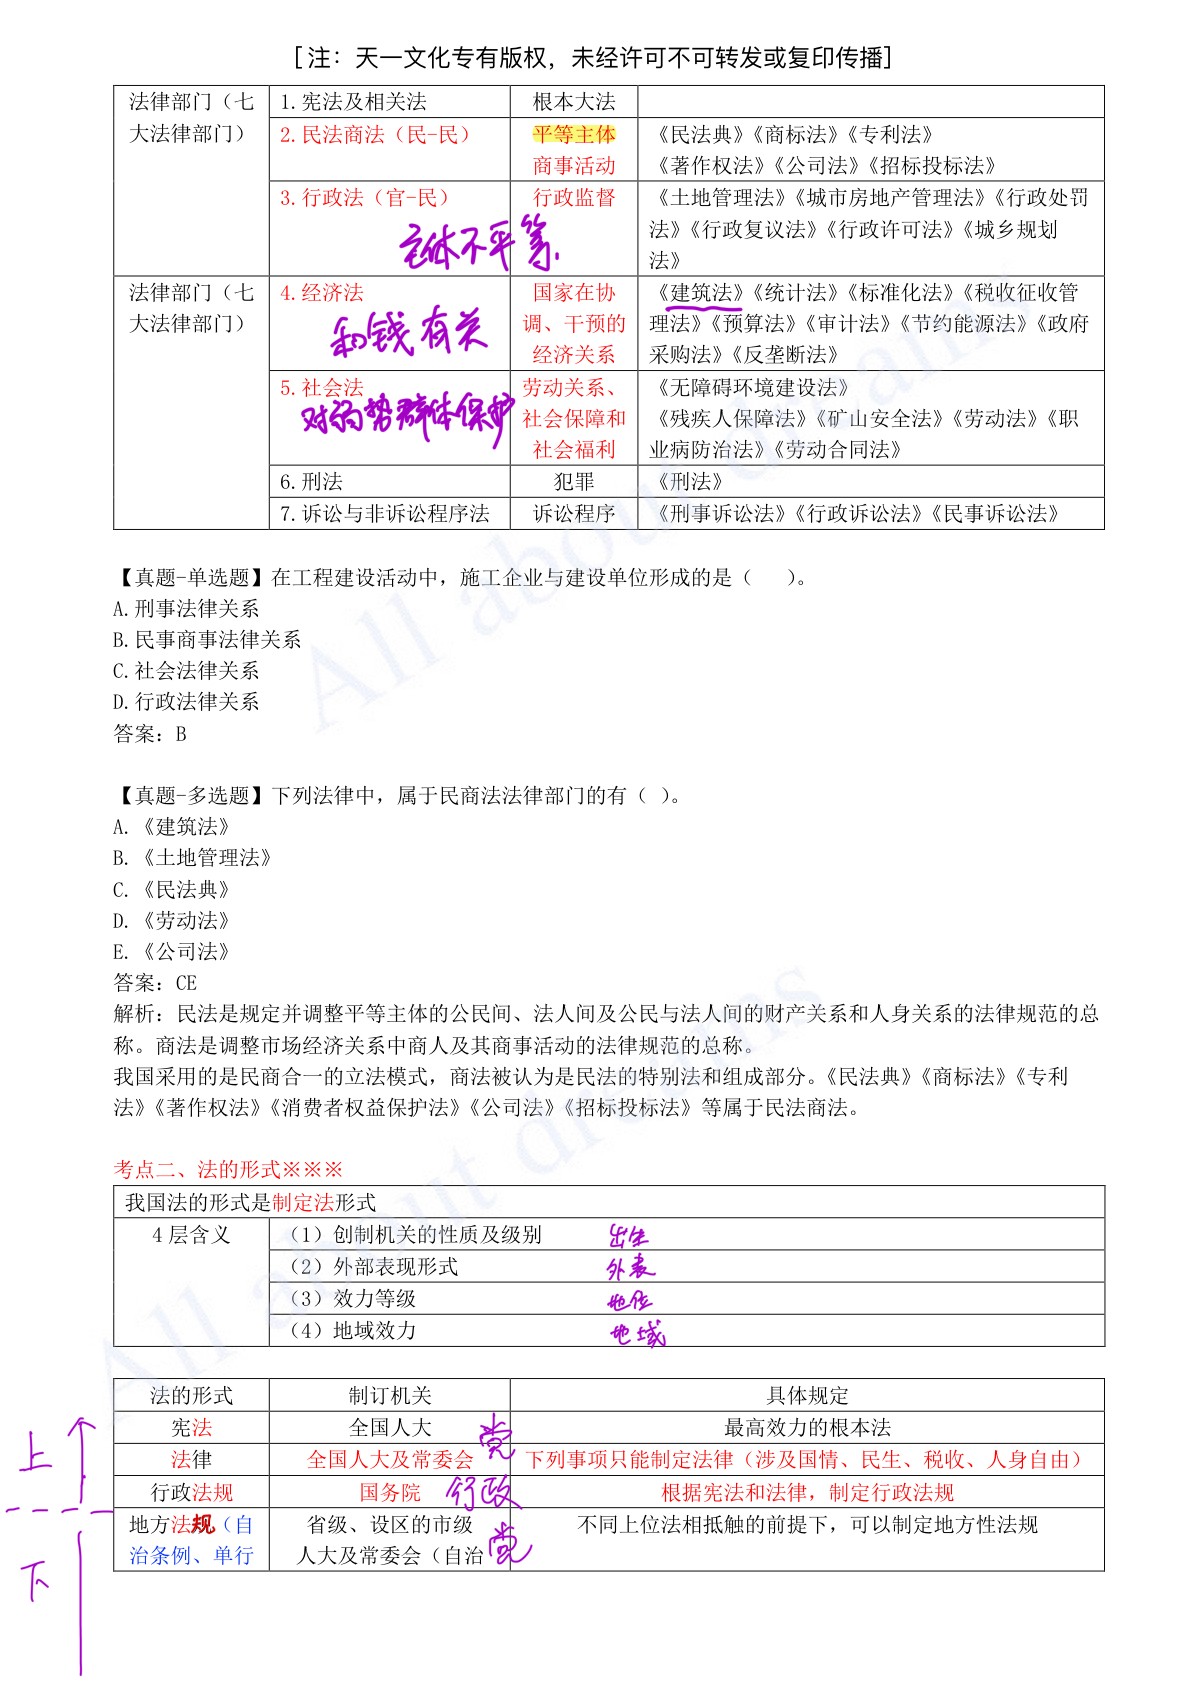 [注：天一文化专有版权，未经许可不可转发或复印传播]
法律部门（七大法律部门） 1.宪法及相关法 根本大法
2.民法商法（民-民） 平等主体 《民法典》《商标法》《专利法》
商事活动 《著作权法》《公司法》《招标投标法》
3.行政法（官-民） 行政监督 《土地管理法》《城市房地产管理法》《行政处罚
法》《行政复议法》《行政许可法》《城乡规划
法》
主体不平等.
法律部门（七大法律部门） 4.经济法 国家在协 《建筑法》《统计法》《标准化法》《税收征收管
和钱有关 调、干预的 理法》《预算法》《审计法》《节约能源法》《政府
经济关系 采购法》《反垄断法》
5.社会法 劳动关系、 《无障碍环境建设法》
对弱势群体保护 社会保障和 《残疾人保障法》《矿山安全法》《劳动法》《职
社会福利 业病防治法》《劳动合同法》
6.刑法 犯罪 《刑法》
7.诉讼与非诉讼程序法 诉讼程序 《刑事诉讼法》《行政诉讼法》《民事诉讼法》
【真题-单选题】在工程建设活动中，施工企业与建设单位形成的是（ ）。
A.刑事法律关系
B.民事商事法律关系
C.社会法律关系
D.行政法律关系
答案：B
【真题-多选题】下列法律中，属于民商法法律部门的有（ ）。
A.《建筑法》
B.《土地管理法》
C.《民法典》
D.《劳动法》
E.《公司法》
答案：CE
解析：民法是规定并调整平等主体的公民间、法人间及公民与法人间的财产关系和人身关系的法律规范的总
称。商法是调整市场经济关系中商人及其商事活动的法律规范的总称。
我国采用的是民商合一的立法模式，商法被认为是民法的特别法和组成部分。《民法典》《商标法》《专利
法》《著作权法》《消费者权益保护法》《公司法》《招标投标法》等属于民法商法。
考点二、法的形式※※※
我国法的形式是制定法形式
4层含义 （1）创制机关的性质及级别 出生
（2）外部表现形式 外表
（3）效力等级 地位
（4）地域效力 地域
法的形式 制订机关 具体规定
宪法 全国人大 党 最高效力的根本法
上 法律 全国人大及常委会 下列事项只能制定法律（涉及国情、民生、税收、人身自由）
行政法规 国务院 行政 根据宪法和法律，制定行政法规
地方法规（自 省级、设区的市级 不同上位法相抵触的前提下，可以制定地方性法规
下 治条例、单行 人大及常委会（自治 党
All about dreams
All about dreams